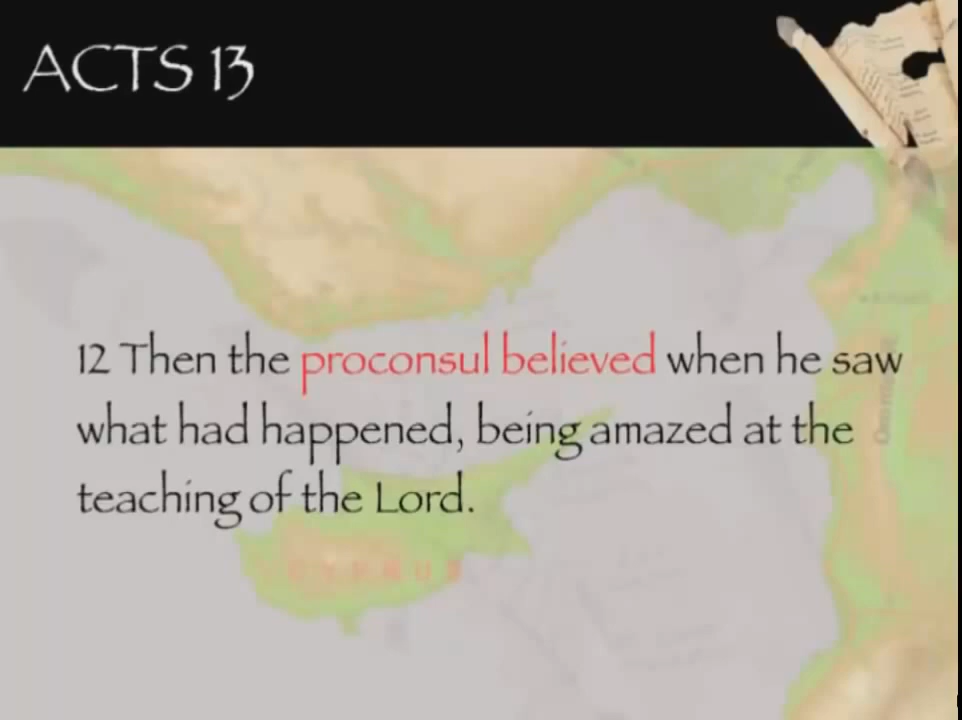 ACTS 13
12 Then the proconsul believed when he saw
what had happened, being amazed at the
teaching of the Lord.
CYPRUS